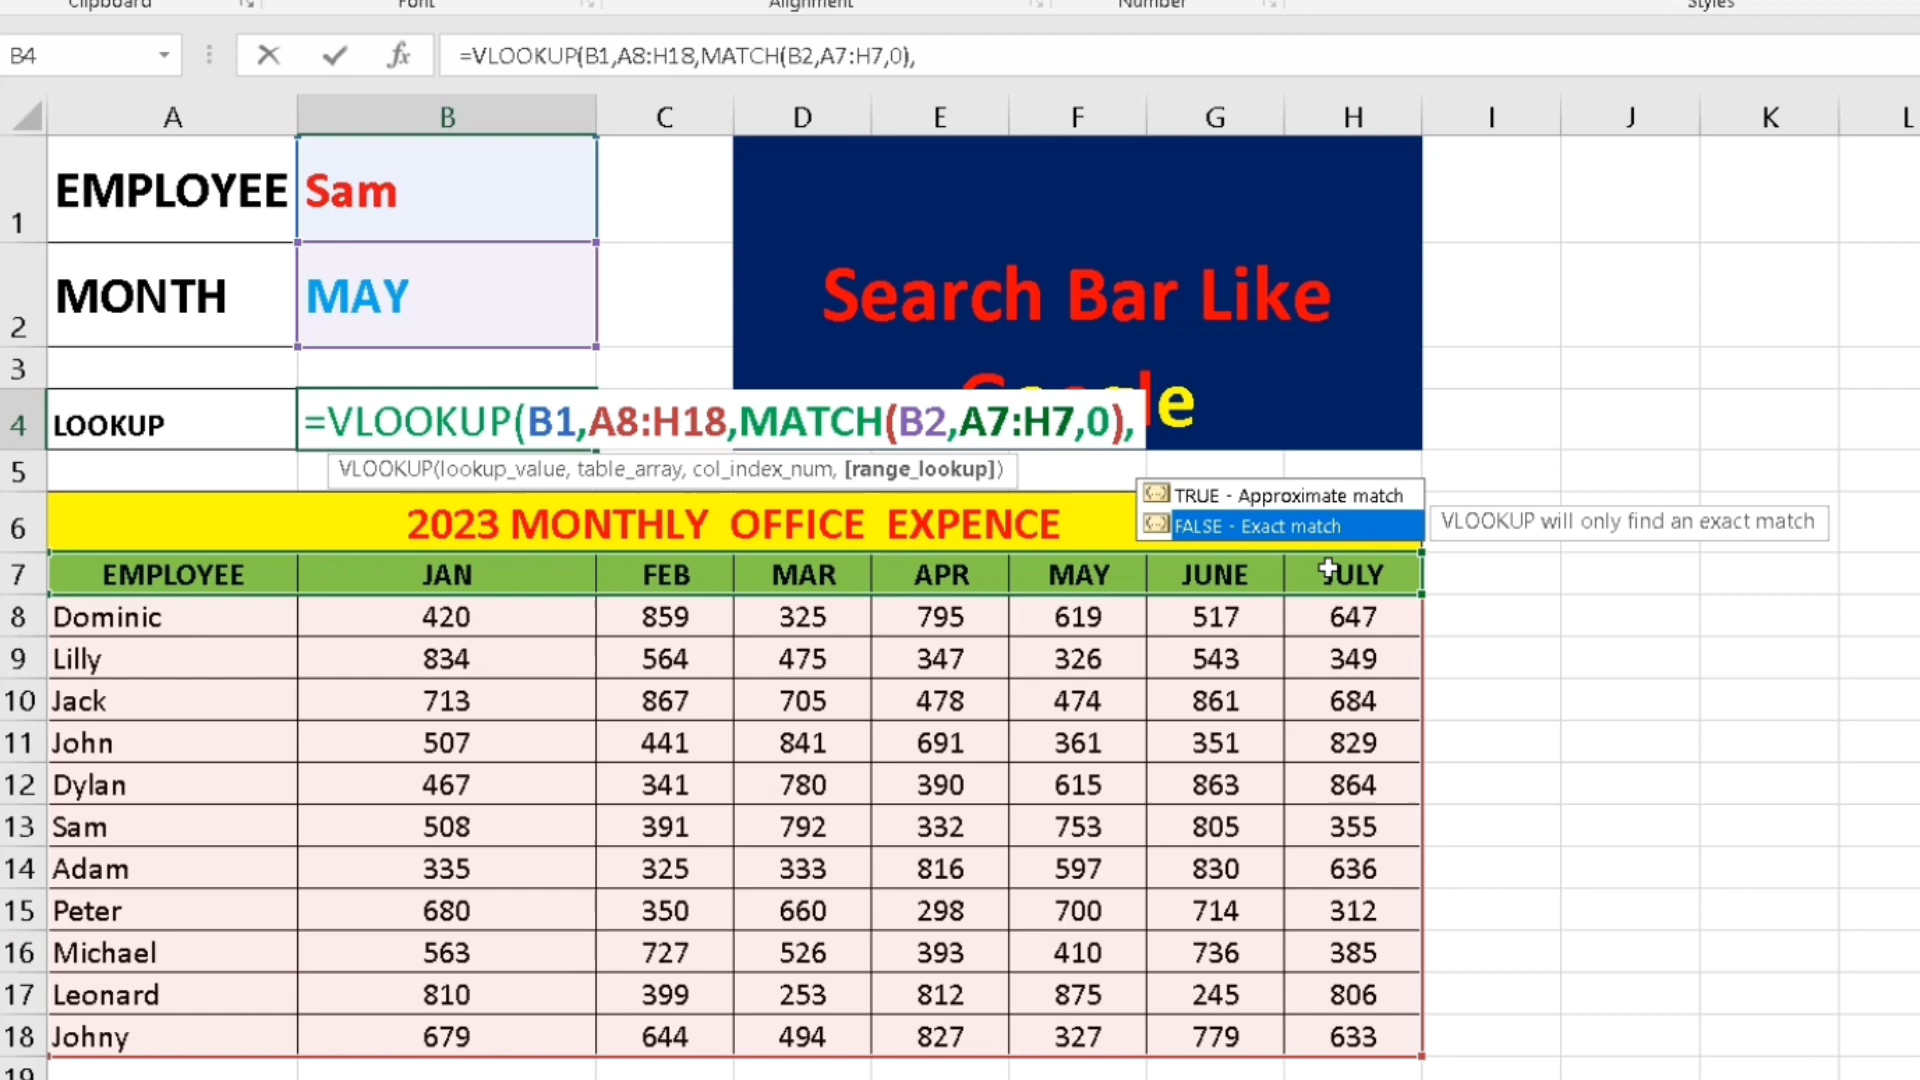 Clipboard Font Alignment Number Styles
B4 fx =VLOOKUP(B1,A8:H18,MATCH(B2,A7:H7,0),
A B C D E F G H I J K L
1 EMPLOYEE Sam
2 MONTH MAY
Search Bar Like
3
4 LOOKUP =VLOOKUP(B1,A8:H18,MATCH(B2,A7:H7,0), le
5 VLOOKUP(lookup_value, table_array, col_index_num, [range_lookup])
TRUE - Approximate match
FALSE - Exact match VLOOKUP will only find an exact match
6 2023 MONTHLY OFFICE EXPENCE
7 EMPLOYEE JAN FEB MAR APR MAY JUNE JULY
8 Dominic 420 859 325 795 619 517 647
9 Lilly 834 564 475 347 326 543 349
10 Jack 713 867 705 478 474 861 684
11 John 507 441 841 691 361 351 829
12 Dylan 467 341 780 390 615 863 864
13 Sam 508 391 792 332 753 805 355
14 Adam 335 325 333 816 597 830 636
15 Peter 680 350 660 298 700 714 312
16 Michael 563 727 526 393 410 736 385
17 Leonard 810 399 253 812 875 245 806
18 Johny 679 644 494 827 327 779 633
19